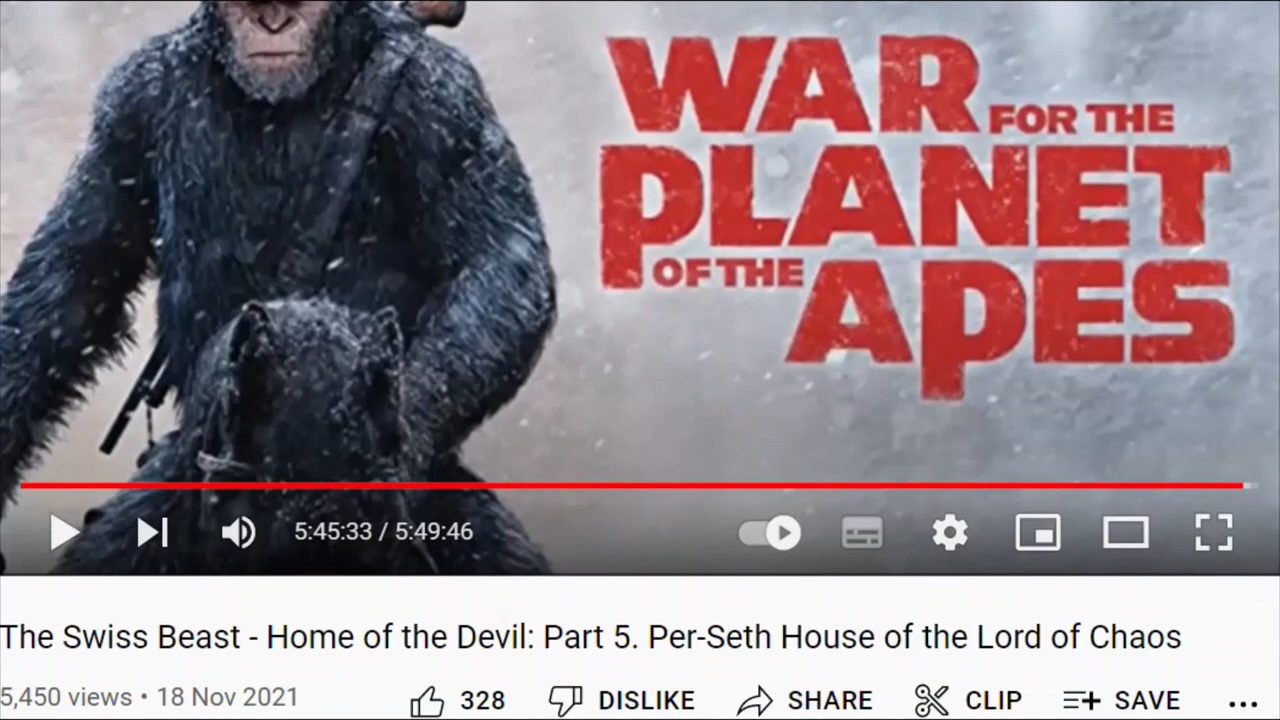 WAR FOR THE
PLANET
OF THE APES
5:45:33 / 5:49:46
The Swiss Beast - Home of the Devil: Part 5. Per-Seth House of the Lord of Chaos
5,450 views • 18 Nov 2021 328 DISLIKE SHARE CLIP SAVE ...